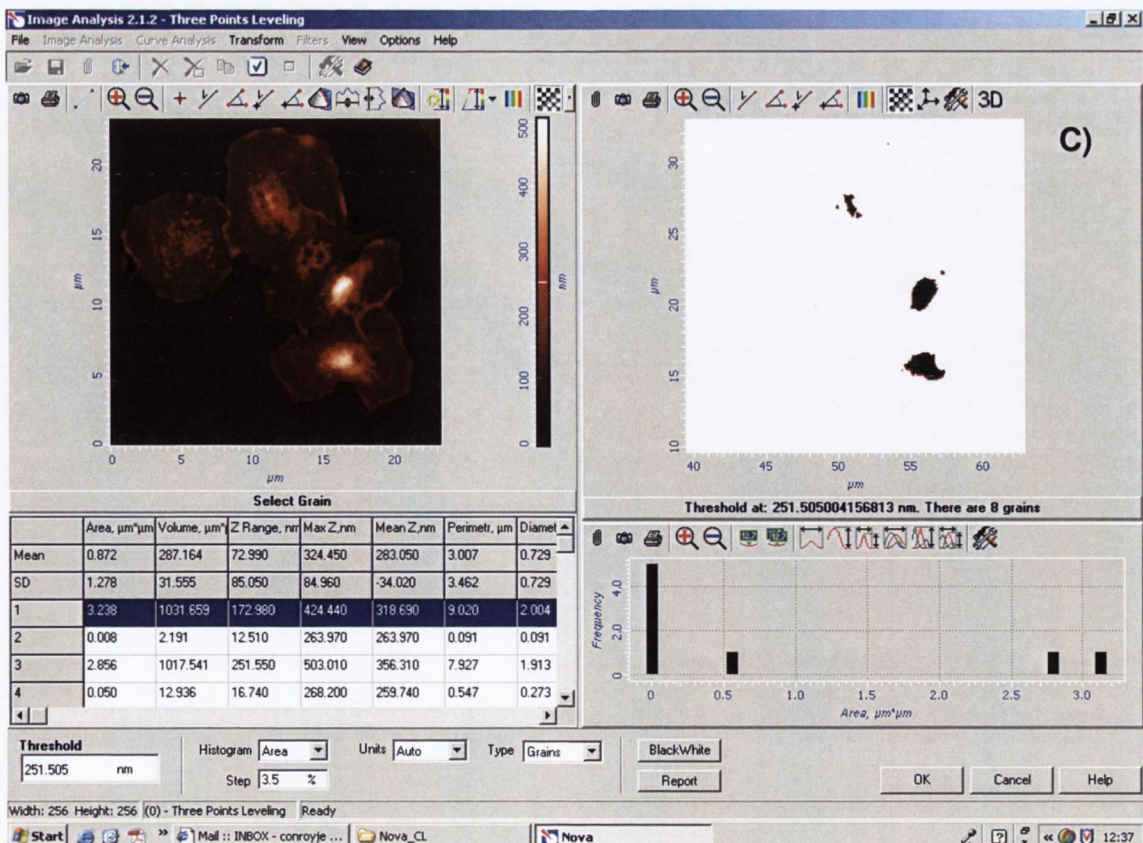 Image Analysis 2.1.2 - Three Points Leveling
File Image Analysis Curve Analysis Transform Filters View Options Help
3D
C)
20
15
10
5
0
µm
0 5 10 15 20
µm
500
400
300
200
100
0
nm
30
25
20
15
10
µm
40 45 50 55 60
µm
Select Grain
Threshold at: 251.505004156813 nm. There are 8 grains
Area, µm*µm Volume, µm* Z Range, nm Max Z,nm Mean Z,nm Perimetr, µm Diamet
Mean 0.872 287.164 72.990 324.450 283.050 3.007 0.729
SD 1.278 31.555 85.050 84.960 -34.020 3.462 0.729
1 3.238 1031.659 172.980 424.440 318.690 9.020 2.004
2 0.008 2.191 12.510 263.970 263.970 0.091 0.091
3 2.856 1017.541 251.550 503.010 356.310 7.927 1.913
4 0.050 12.936 16.740 268.200 259.740 0.547 0.273
Frequency
4.0
2.0
0
0 0.5 1.0 1.5 2.0 2.5 3.0
Area, µm*µm
Threshold
251.505 nm
Histogram Area
Units Auto
Type Grains
Step 3.5 %
BlackWhite
Report
OK Cancel Help
Width: 256 Height: 256 (0) - Three Points Leveling Ready
Start » Mail :: INBOX - conroyje ... Nova_CL Nova « 12:37